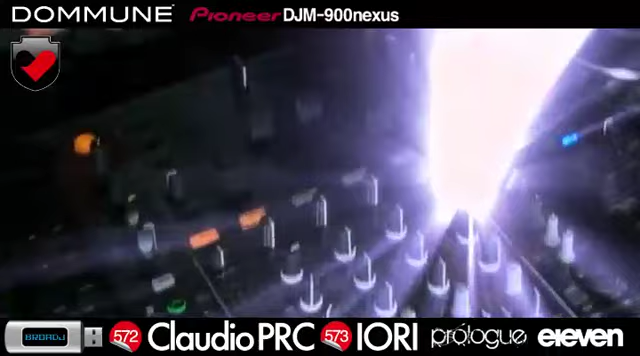 DOMMUNE Pioneer DJM-900nexus
BROADJ 572 Claudio PRC 573 IORI prologue eleven